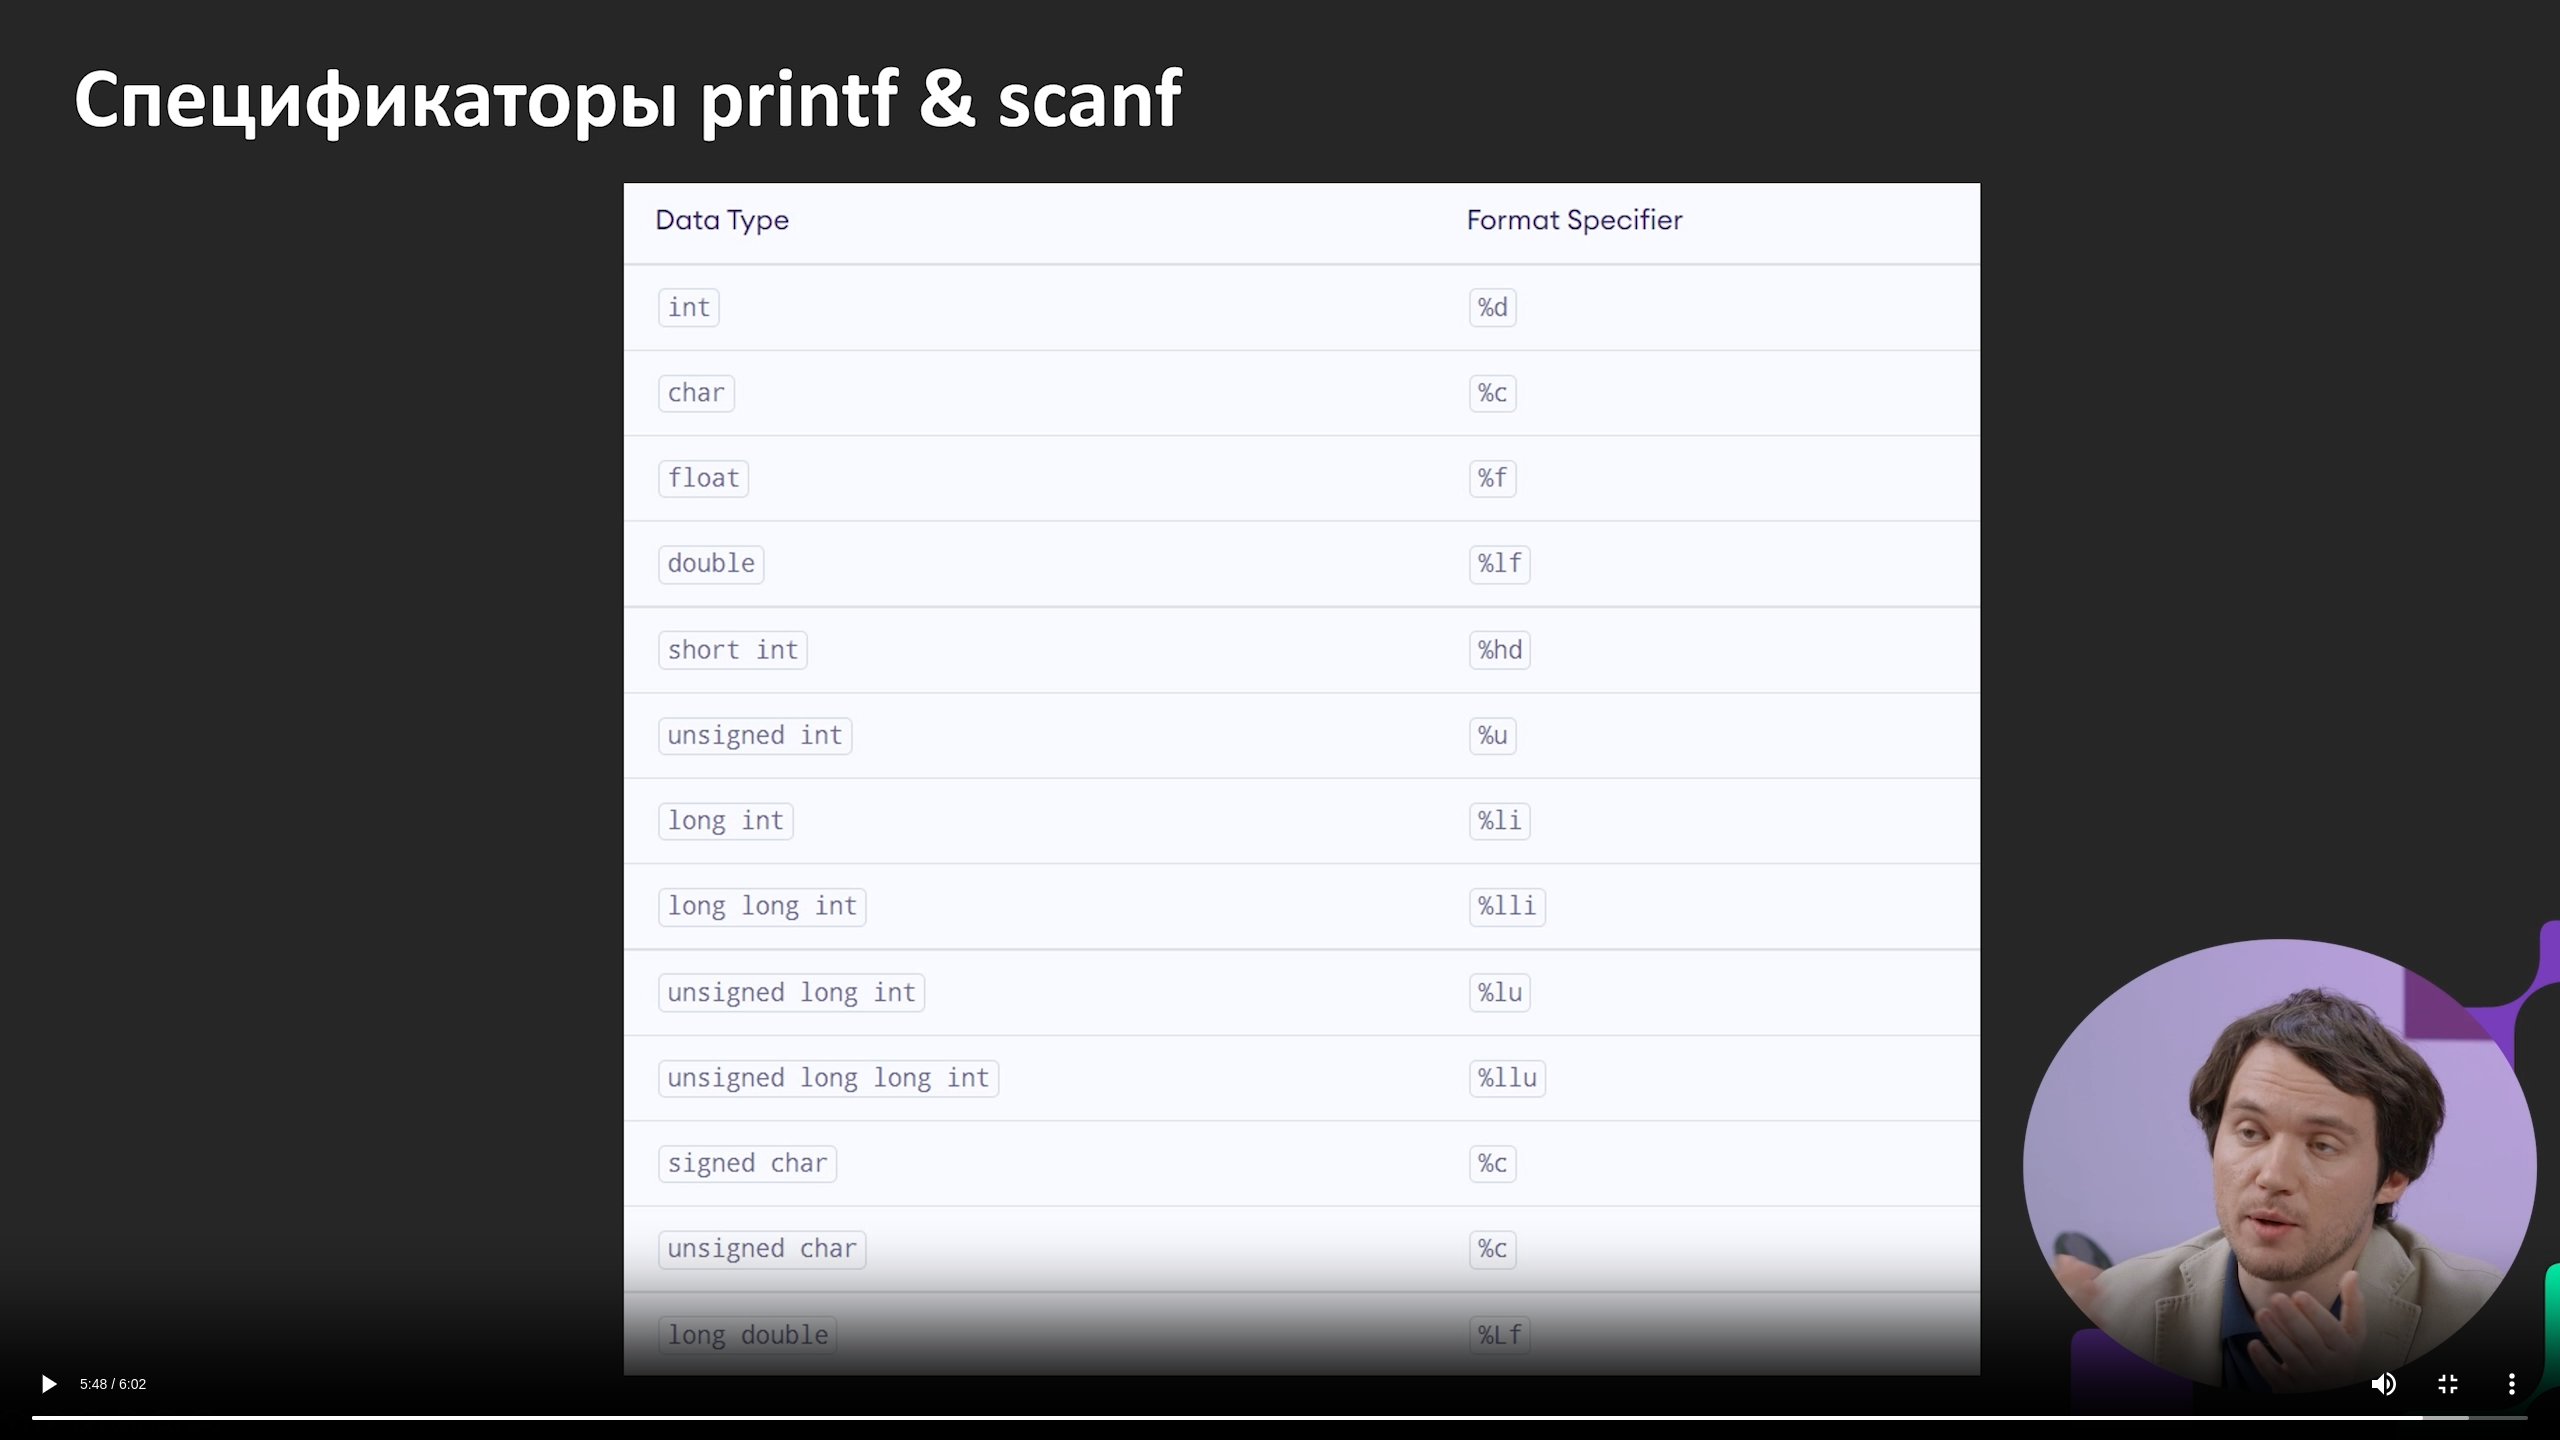 Спецификаторы printf & scanf
Data Type Format Specifier
int %d
char %c
float %f
double %lf
short int %hd
unsigned int %u
long int %li
long long int %lli
unsigned long int %lu
unsigned long long int %llu
signed char %c
unsigned char %c
long double %Lf
5:48 / 6:02